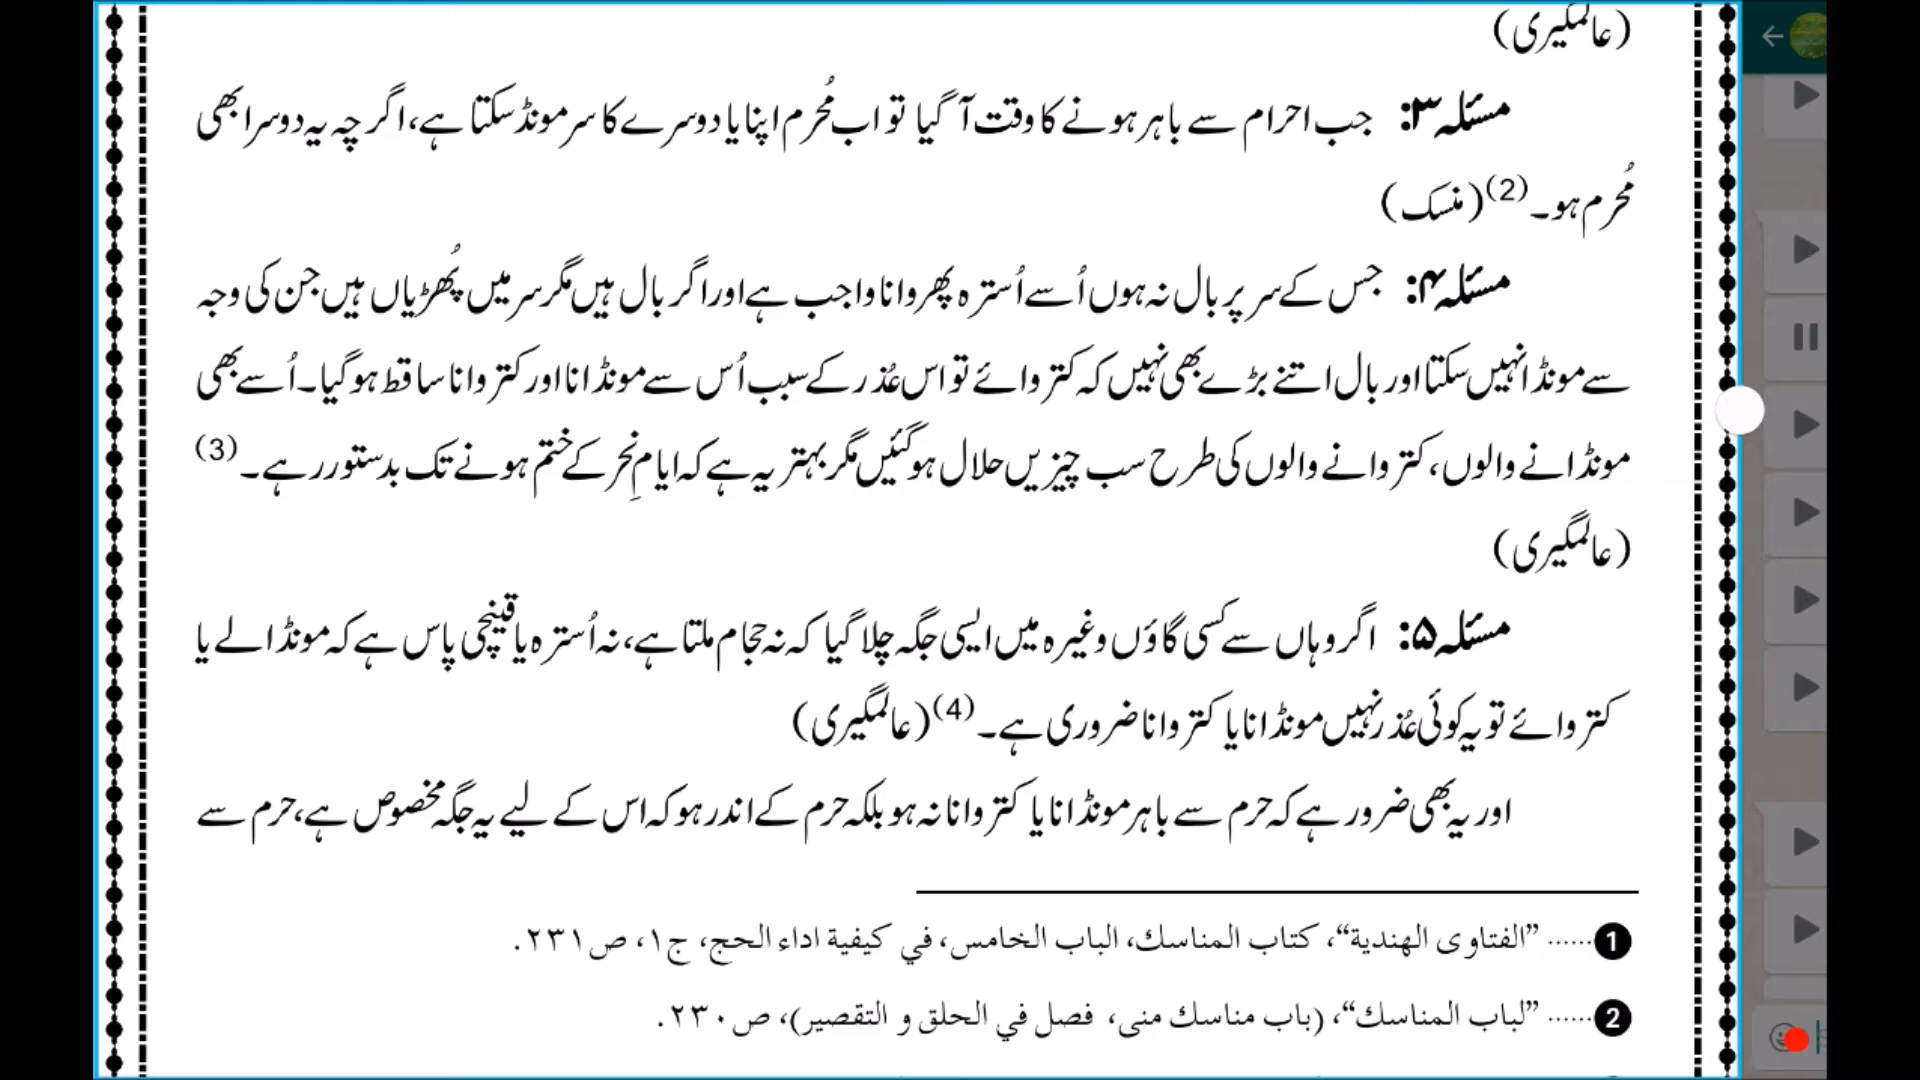 (عالمگیری)
مسئلہ ۳: جب احرام سے باہر ہونے کا وقت آ گیا تو اب مُحرم اپنا یا دوسرے کا سر مونڈ سکتا ہے، اگرچہ یہ دوسرا بھی
مُحرم ہو۔(2) (منسک)
مسئلہ ۴: جس کے سر پر بال نہ ہوں اُسے اُسترہ پھروانا واجب ہے اور اگر بال ہیں مگر سر میں پُھڑیاں ہیں جن کی وجہ
سے مونڈا نہیں سکتا اور بال اتنے بڑے بھی نہیں کہ کتروائے تو اس عُذر کے سبب اُس سے مونڈانا اور کتروانا ساقط ہوگیا۔ اُسے بھی
مونڈانے والوں، کتروانے والوں کی طرح سب چیزیں حلال ہوگئیں مگر بہتر یہ ہے کہ ایامِ نحر کے ختم ہونے تک بدستور رہے۔(3)
(عالمگیری)
مسئلہ ۵: اگر وہاں سے کسی گاؤں وغیرہ میں ایسی جگہ چلا گیا کہ نہ حجام ملتا ہے، نہ اُسترہ یا قینچی پاس ہے کہ مونڈالے یا
کتروائے تو یہ کوئی عُذر نہیں مونڈانا یا کتروانا ضروری ہے۔(4) (عالمگیری)
اور یہ بھی ضرور ہے کہ حرم سے باہر مونڈانا یا کتروانا نہ ہو بلکہ حرم کے اندر ہو کہ اس کے لیے یہ جگہ مخصوص ہے، حرم سے
1 ...... ”الفتاوی الهندية“، كتاب المناسك، الباب الخامس، في كيفية اداء الحج، ج١، ص٢٣١.
2 ...... ”لباب المناسك“، (باب مناسك منى، فصل في الحلق و التقصير)، ص٢٣٠.